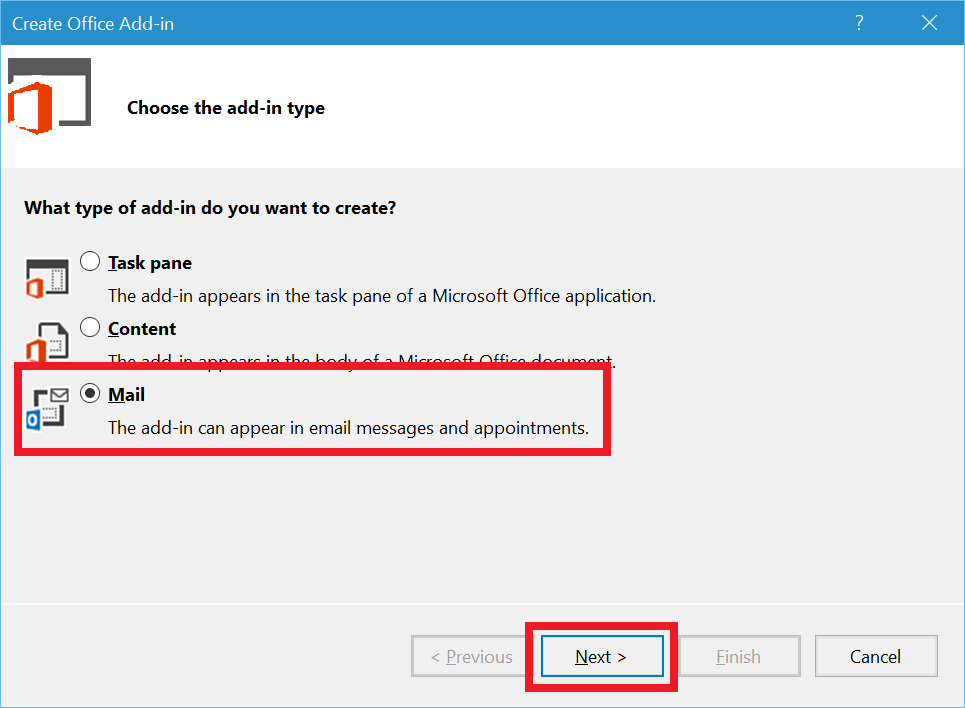 Create Office Add-in
?
Choose the add-in type
What type of add-in do you want to create?
Task pane
The add-in appears in the task pane of a Microsoft Office application.
Content
The add-in appears in the body of a Microsoft Office document.
Mail
The add-in can appear in email messages and appointments.
< Previous Next > Finish Cancel